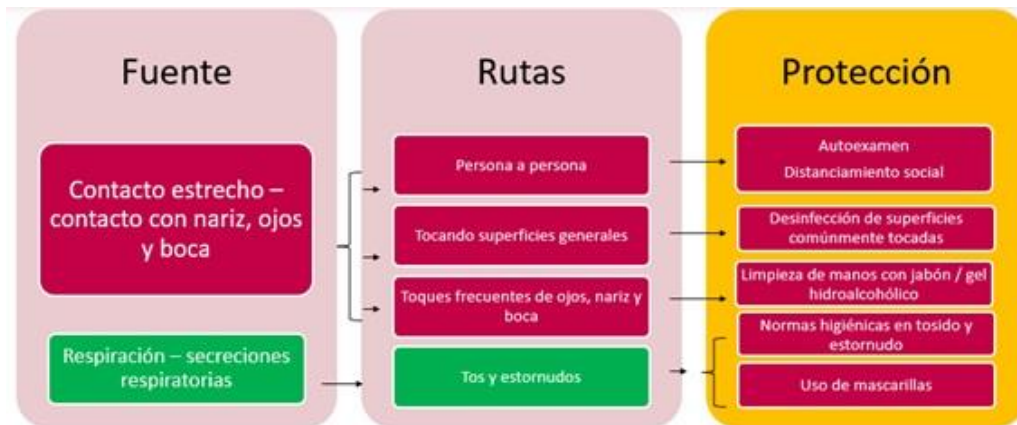 Fuente
Contacto estrecho –
contacto con nariz, ojos
y boca
Respiración – secreciones
respiratorias
Rutas
Persona a persona
Tocando superficies generales
Toques frecuentes de ojos, nariz y
boca
Tos y estornudos
Protección
Autoexamen
Distanciamiento social
Desinfección de superficies
comúnmente tocadas
Limpieza de manos con jabón / gel
hidroalcohólico
Normas higiénicas en tosido y
estornudo
Uso de mascarillas